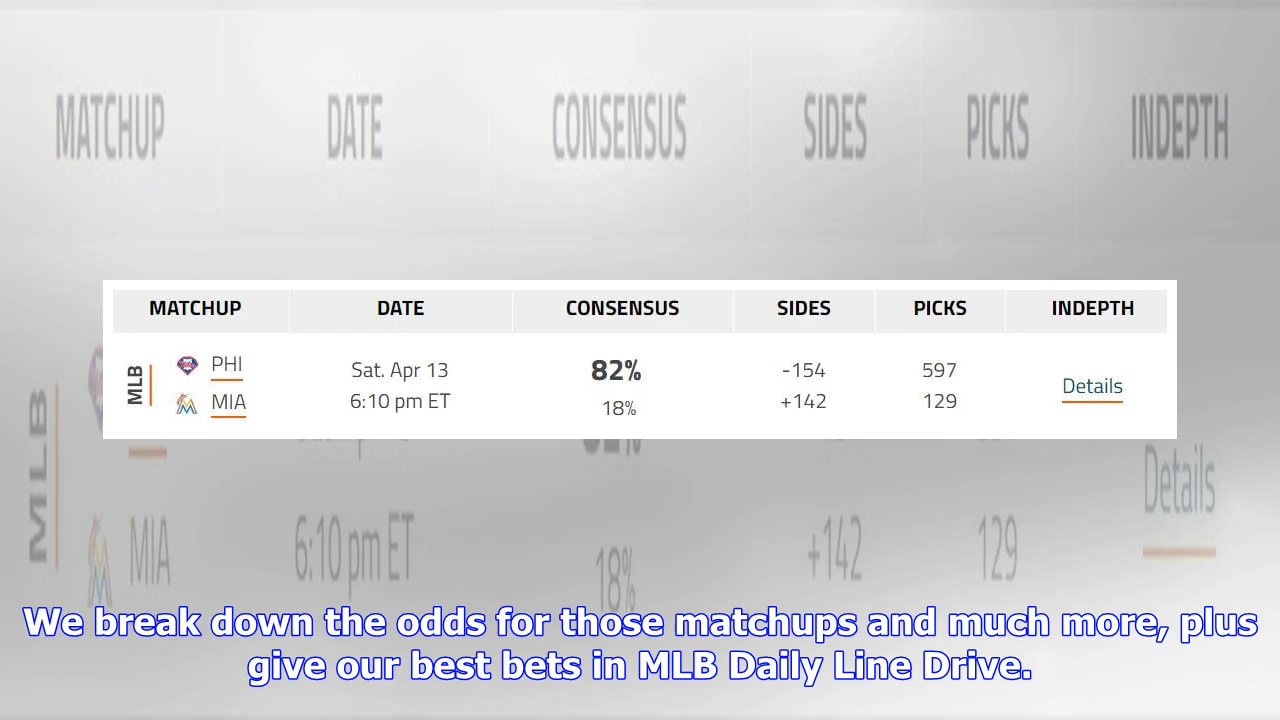 MATCHUP DATE CONSENSUS SIDES PICKS INDEPTH
MATCHUP DATE CONSENSUS SIDES PICKS INDEPTH
MLB
PHI Sat. Apr 13 82% -154 597
Details
MIA 6:10 pm ET 18% +142 129
MLB
Details
MIA 6:10 pm ET 18% +142 129
We break down the odds for those matchups and much more, plus
give our best bets in MLB Daily Line Drive.